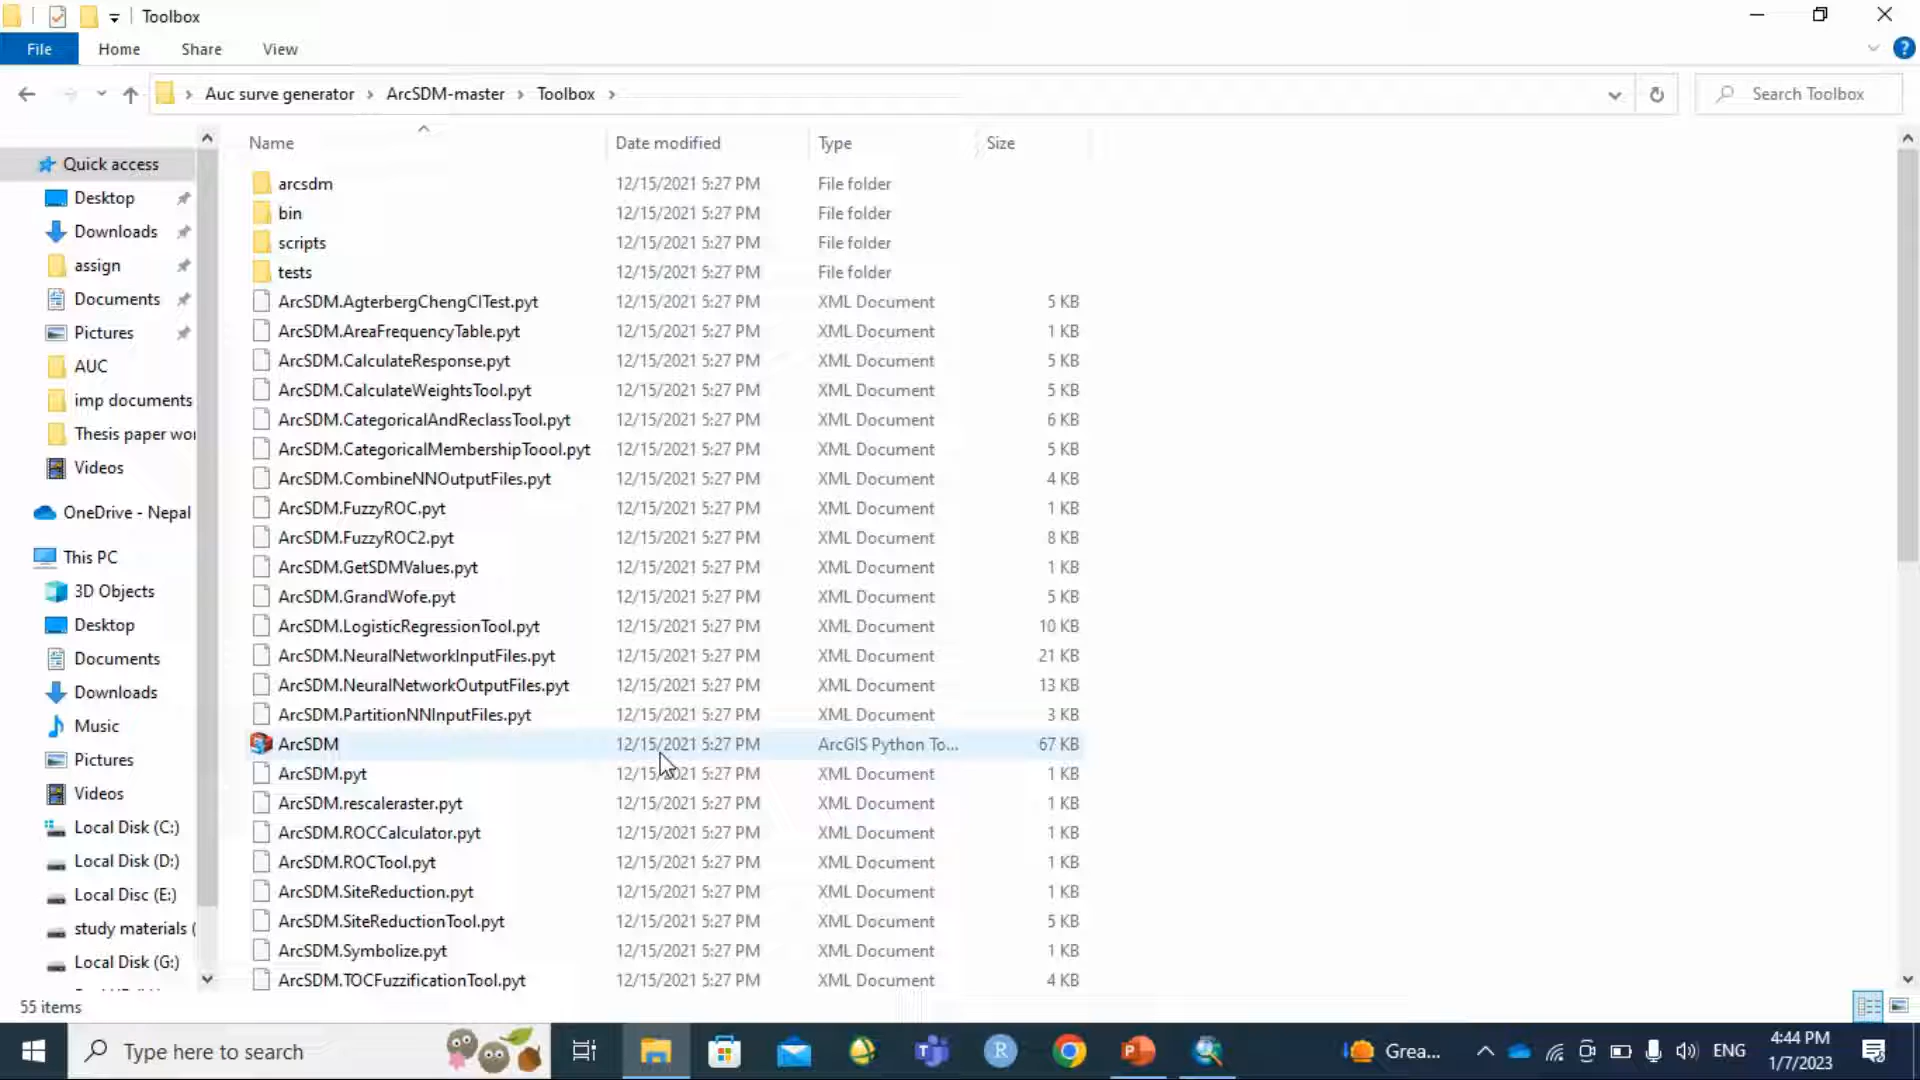 Toolbox
File Home Share View
Auc surve generator ArcSDM-master Toolbox
Search Toolbox
Name Date modified Type Size
Quick access
Desktop
Downloads
assign
Documents
Pictures
AUC
imp documents
Thesis paper wor
Videos
OneDrive - Nepal
This PC
3D Objects
Desktop
Documents
Downloads
Music
Pictures
Videos
Local Disk (C:)
Local Disk (D:)
Local Disc (E:)
study materials (
Local Disk (G:)
arcsdm 12/15/2021 5:27 PM File folder
bin 12/15/2021 5:27 PM File folder
scripts 12/15/2021 5:27 PM File folder
tests 12/15/2021 5:27 PM File folder
ArcSDM.AgterbergChengCITest.pyt 12/15/2021 5:27 PM XML Document 5 KB
ArcSDM.AreaFrequencyTable.pyt 12/15/2021 5:27 PM XML Document 1 KB
ArcSDM.CalculateResponse.pyt 12/15/2021 5:27 PM XML Document 5 KB
ArcSDM.CalculateWeightsTool.pyt 12/15/2021 5:27 PM XML Document 5 KB
ArcSDM.CategoricalAndReclassTool.pyt 12/15/2021 5:27 PM XML Document 6 KB
ArcSDM.CategoricalMembershipToool.pyt 12/15/2021 5:27 PM XML Document 5 KB
ArcSDM.CombineNNOutputFiles.pyt 12/15/2021 5:27 PM XML Document 4 KB
ArcSDM.FuzzyROC.pyt 12/15/2021 5:27 PM XML Document 1 KB
ArcSDM.FuzzyROC2.pyt 12/15/2021 5:27 PM XML Document 8 KB
ArcSDM.GetSDMValues.pyt 12/15/2021 5:27 PM XML Document 1 KB
ArcSDM.GrandWofe.pyt 12/15/2021 5:27 PM XML Document 5 KB
ArcSDM.LogisticRegressionTool.pyt 12/15/2021 5:27 PM XML Document 10 KB
ArcSDM.NeuralNetworkInputFiles.pyt 12/15/2021 5:27 PM XML Document 21 KB
ArcSDM.NeuralNetworkOutputFiles.pyt 12/15/2021 5:27 PM XML Document 13 KB
ArcSDM.PartitionNNInputFiles.pyt 12/15/2021 5:27 PM XML Document 3 KB
ArcSDM 12/15/2021 5:27 PM ArcGIS Python To... 67 KB
ArcSDM.pyt 12/15/2021 5:27 PM XML Document 1 KB
ArcSDM.rescaleraster.pyt 12/15/2021 5:27 PM XML Document 1 KB
ArcSDM.ROCCalculator.pyt 12/15/2021 5:27 PM XML Document 1 KB
ArcSDM.ROCTool.pyt 12/15/2021 5:27 PM XML Document 1 KB
ArcSDM.SiteReduction.pyt 12/15/2021 5:27 PM XML Document 1 KB
ArcSDM.SiteReductionTool.pyt 12/15/2021 5:27 PM XML Document 5 KB
ArcSDM.Symbolize.pyt 12/15/2021 5:27 PM XML Document 1 KB
ArcSDM.TOCFuzzificationTool.pyt 12/15/2021 5:27 PM XML Document 4 KB
55 items
Type here to search
Grea...
ENG
4:44 PM
1/7/2023